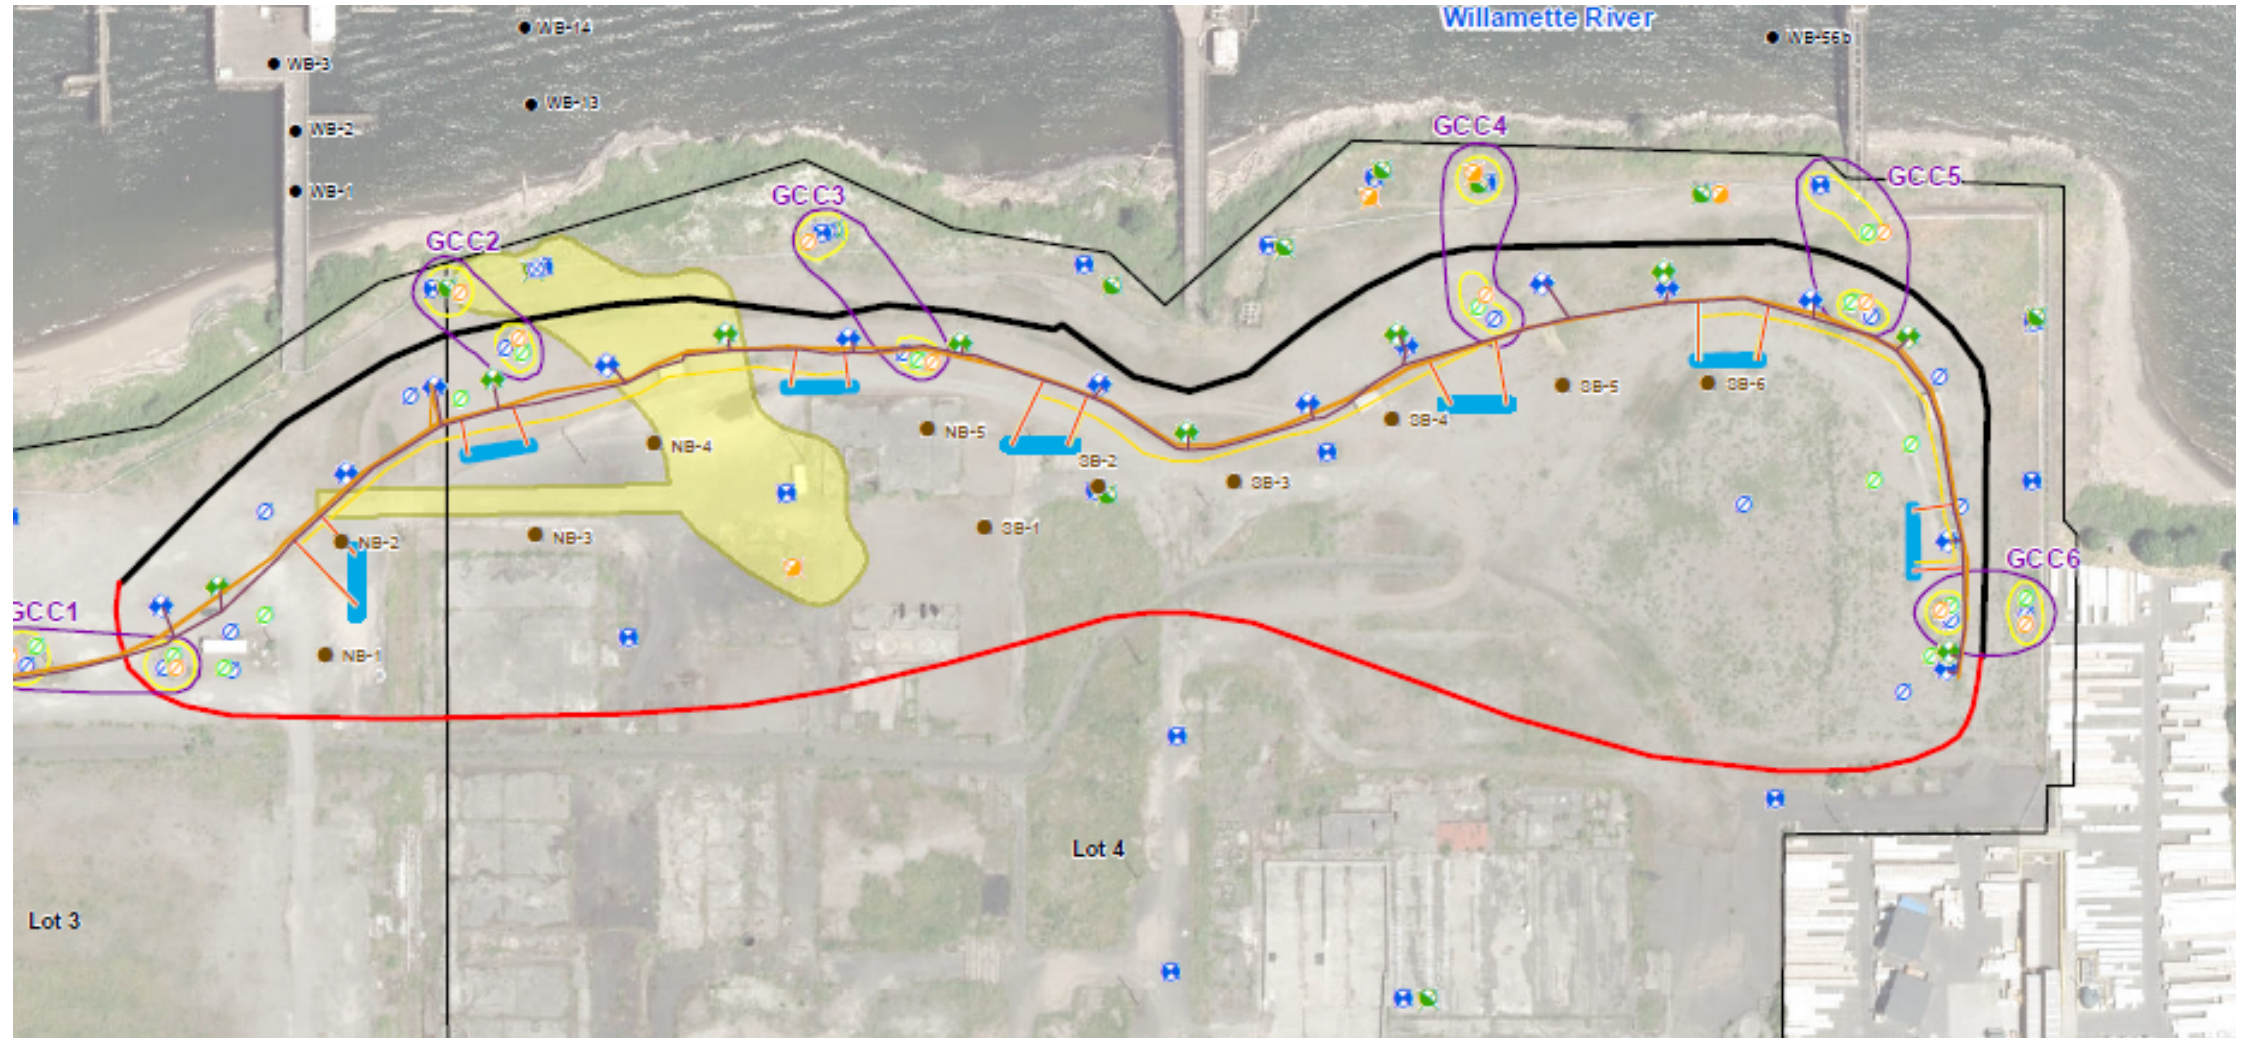 Willamette River
WB-14
WB-56b
WB-3
WB-13
WB-2
GCC4
WB-1
GCC3
GCC5
GCC2
SB-5
SB-6
SB-4
NB-5
NB-4
SB-2
SB-3
SB-1
NB-3
NB-2
GCC6
GCC1
NB-1
Lot 4
Lot 3